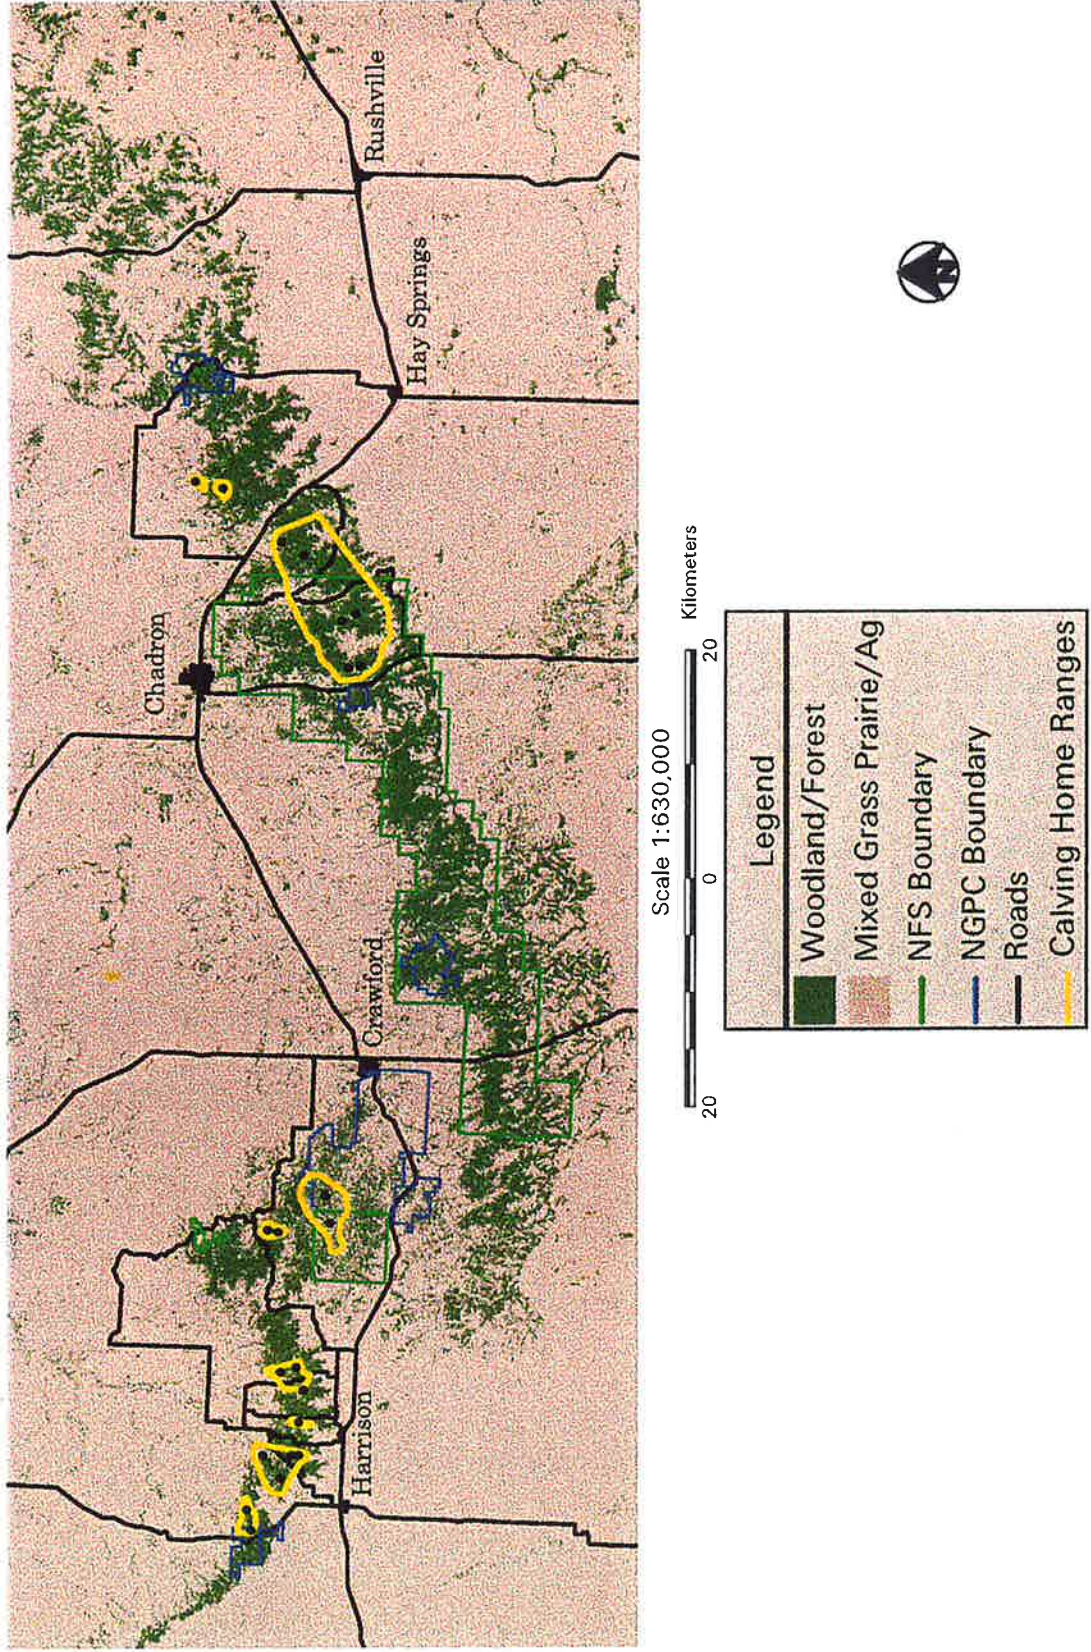 Harrison
Crawford
Chadron
Hay Springs
Rushville
Scale 1:630,000
20 0 20 Kilometers
Legend
Woodland/Forest
Mixed Grass Prairie/Ag
NFS Boundary
NGPC Boundary
Roads
Calving Home Ranges
N